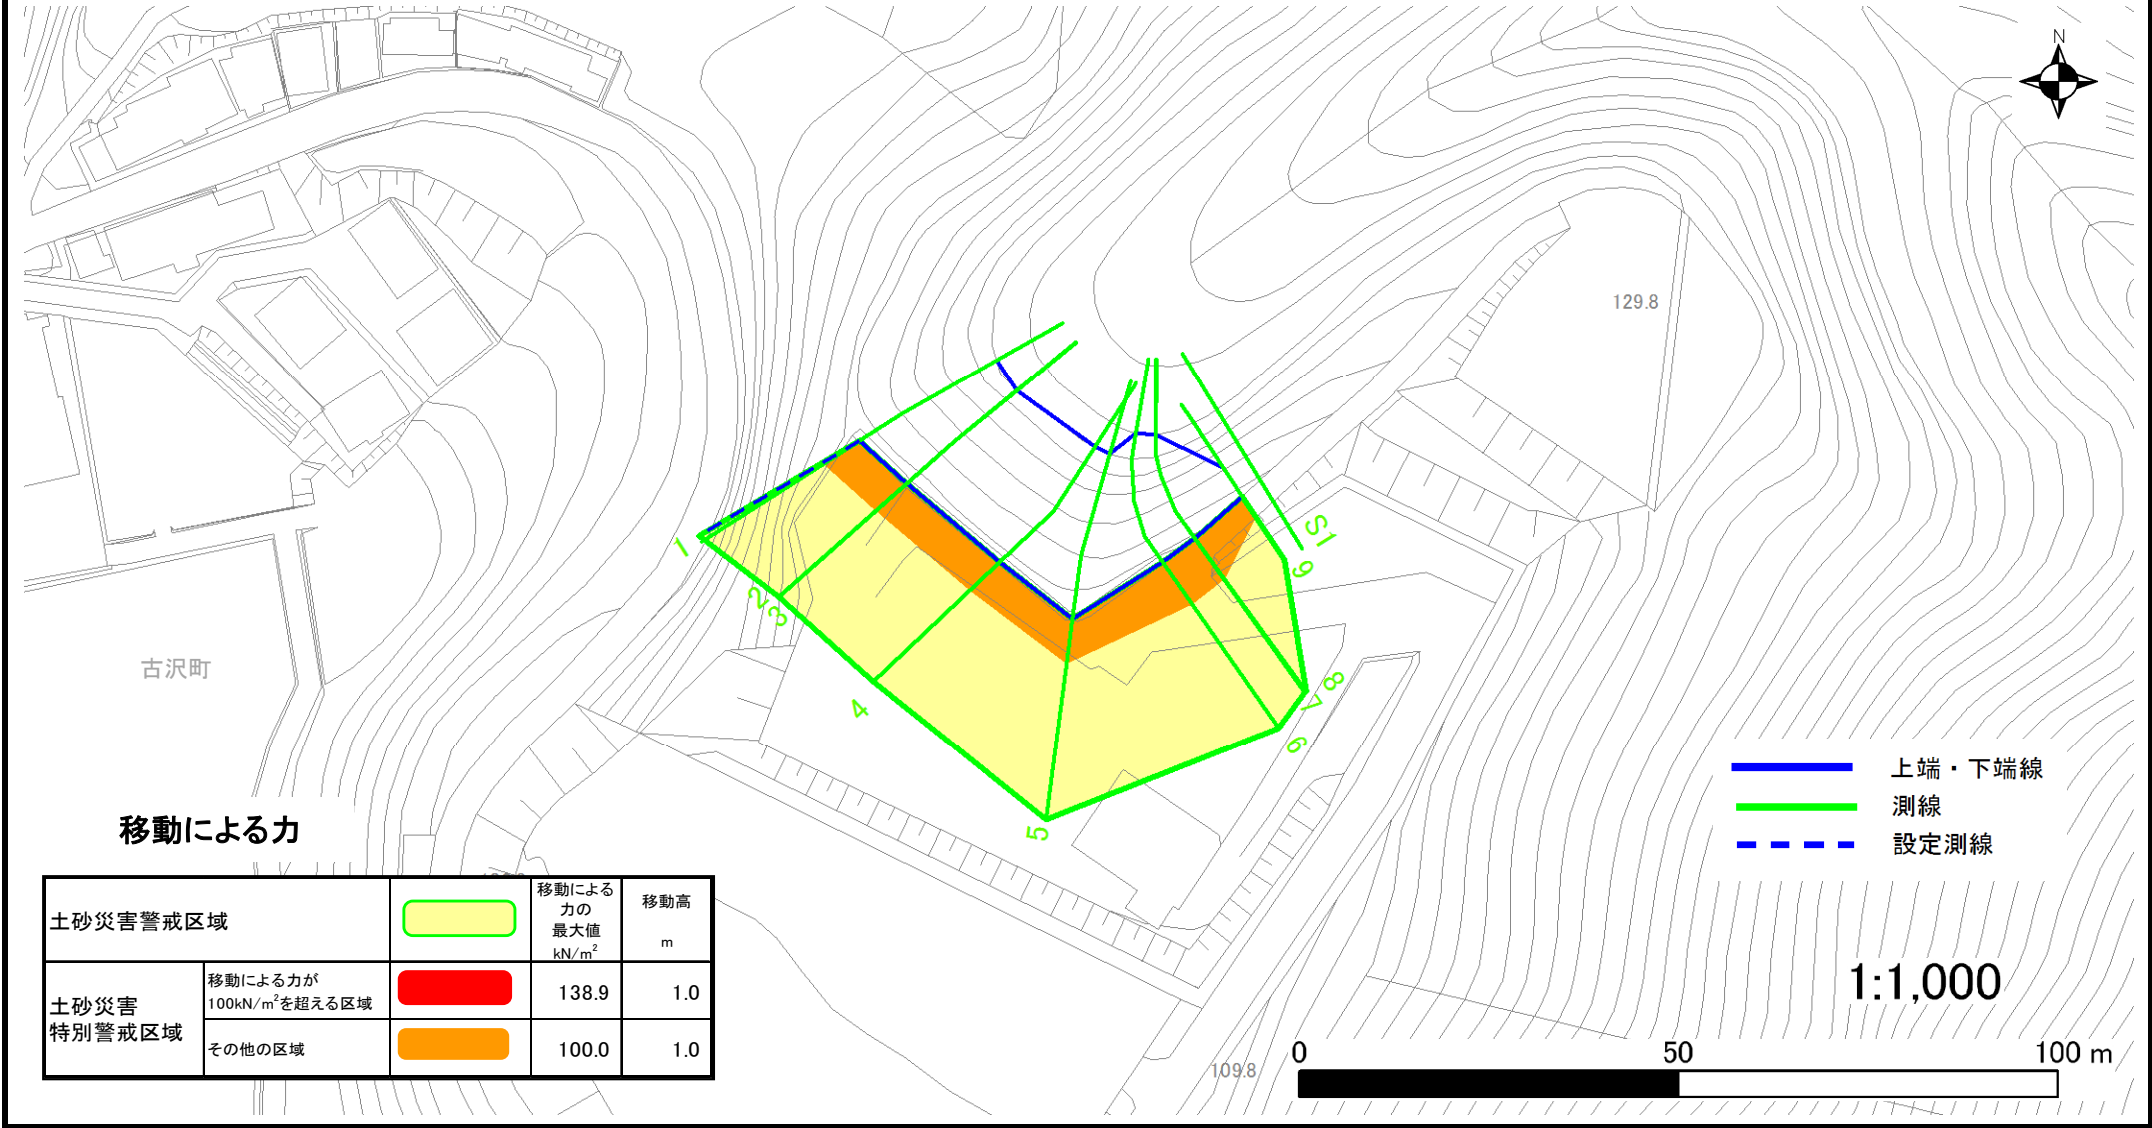 N
129.8
S1
1
2
3
4
5
6
7
8
9
古沢町
上端・下端線
測線
設定測線
移動による力
土砂災害警戒区域
移動による
力の
最大値
kN/m²
移動高
m
土砂災害
特別警戒区域
移動による力が
100kN/m²を超える区域
138.9
1.0
その他の区域
100.0
1.0
1:1,000
0
50
100 m
109.8